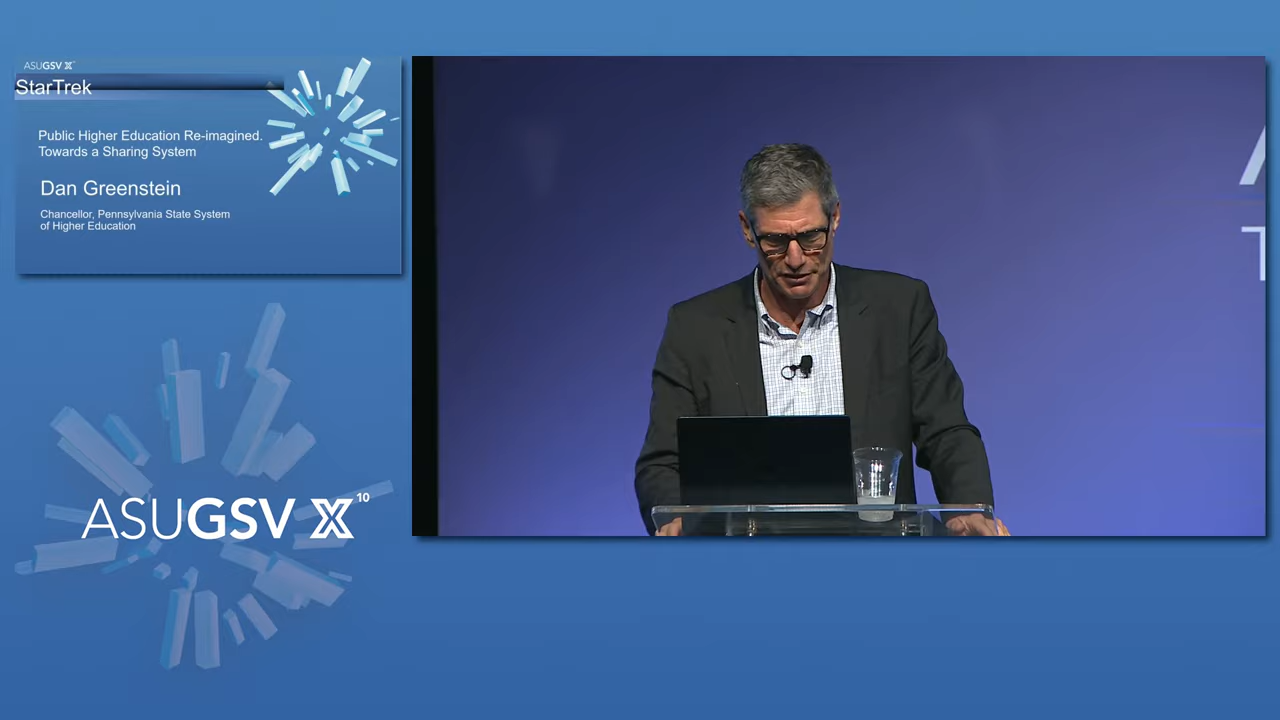 ASUGSV X
StarTrek
Public Higher Education Re-imagined.
Towards a Sharing System
Dan Greenstein
Chancellor, Pennsylvania State System
of Higher Education
ASUGSV X 10